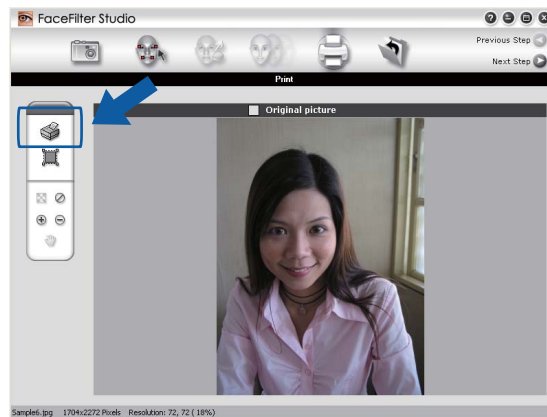 FaceFilter Studio
Previous Step
Next Step
Print
Original picture
Sample6.jpg 1704x2272 Pixels Resolution: 72, 72 ( 18%)